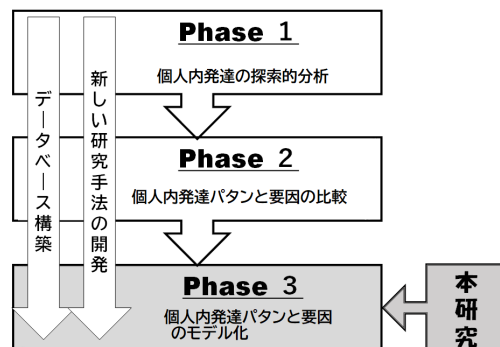 Phase 1
個人内発達の探索的分析
Phase 2
個人内発達パタンと要因の比較
Phase 3
個人内発達パタンと要因
のモデル化
データベース構築
新しい研究手法の開発
本研究